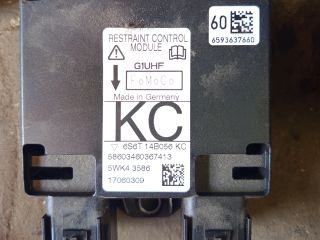 RESTRAINT CONTROL
MODULE
60
6593637660
G1UHF
FoMoCo
Made in Germany
KC
6S6T 14B056 KC
58603460367413
5WK4 3586
17060309